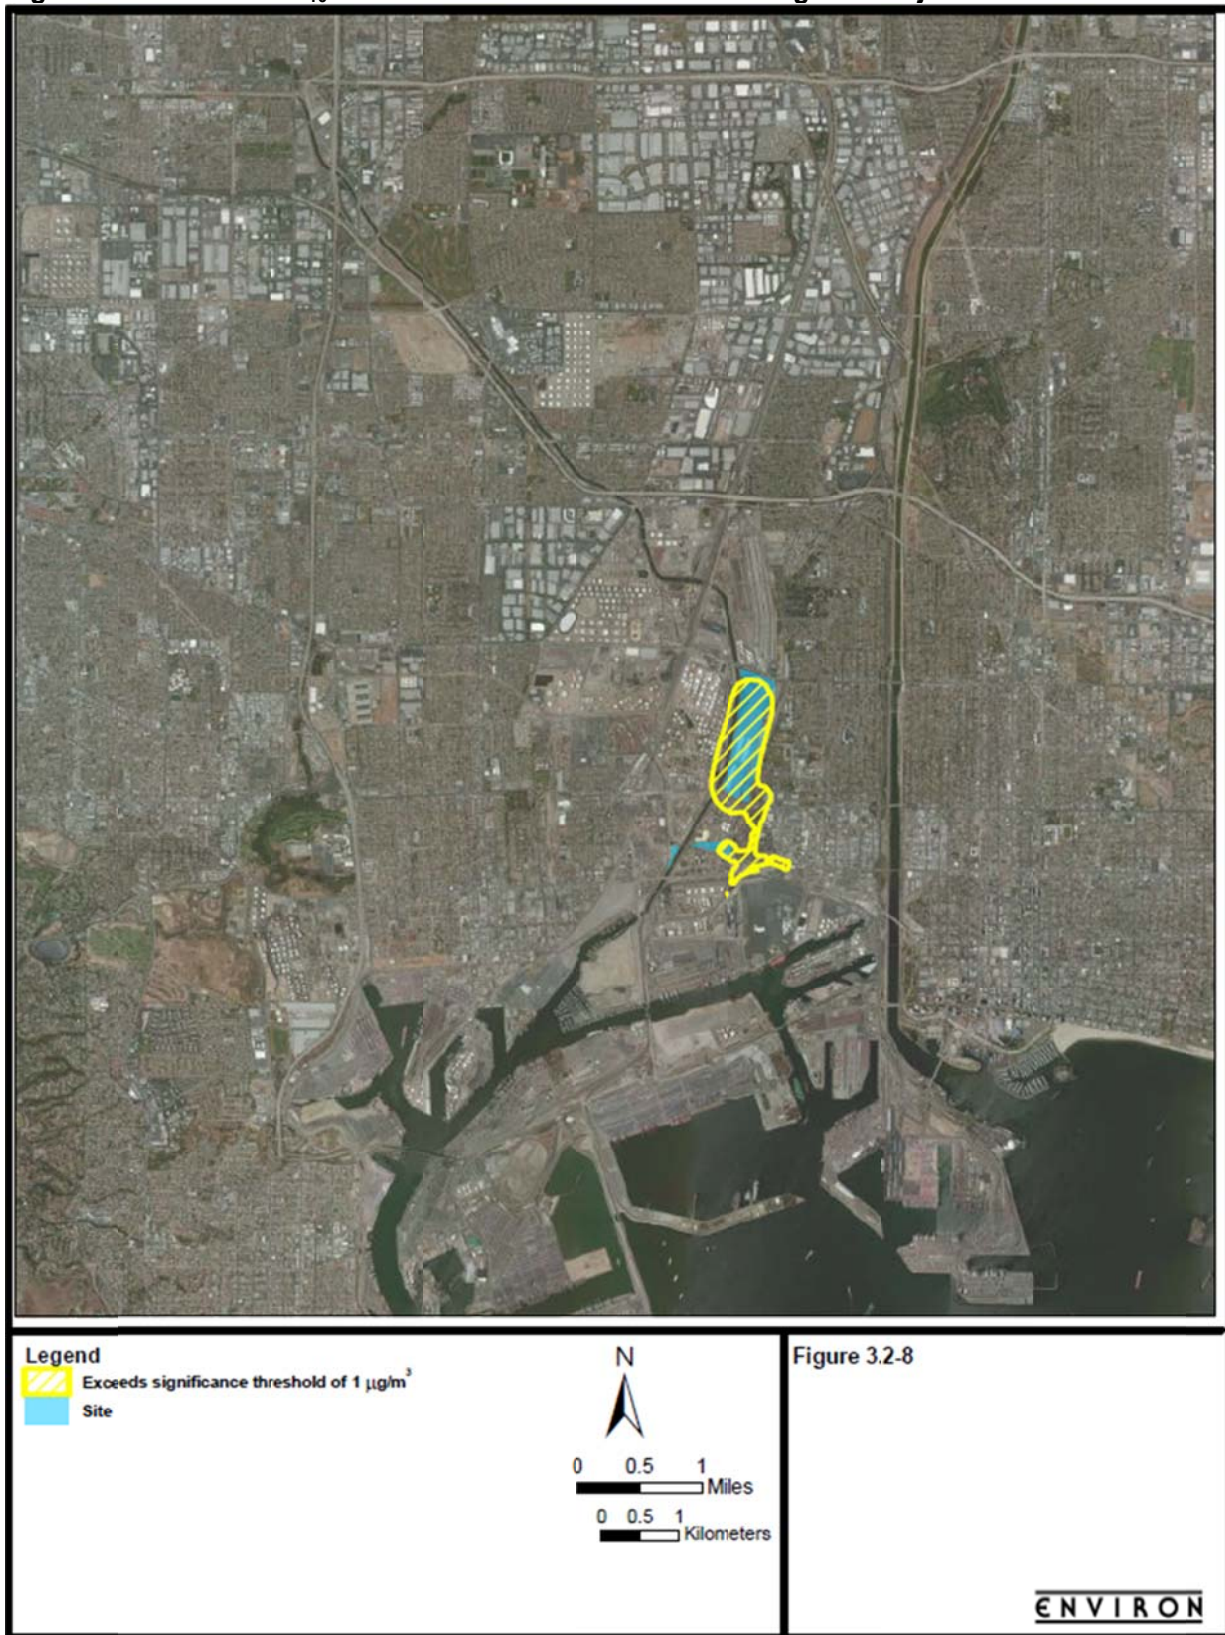 Legend
Exceeds significance threshold of 1 µg/m³
Site
N
0 0.5 1
Miles
0 0.5 1
Kilometers
Figure 3.2-8
ENVIRON